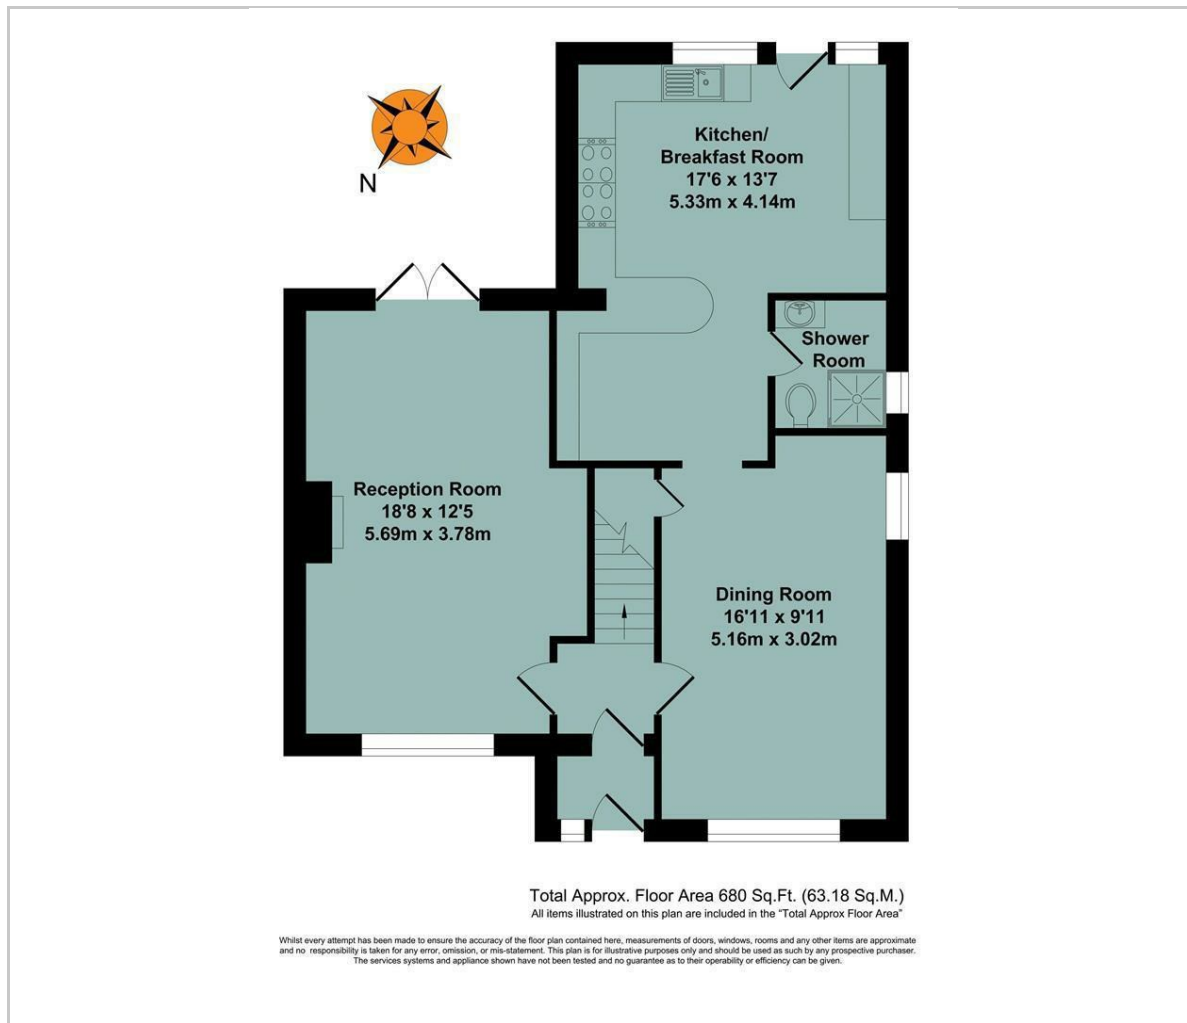 N
Kitchen/
Breakfast Room
17'6 x 13'7
5.33m x 4.14m
Shower
Room
Reception Room
18'8 x 12'5
5.69m x 3.78m
Dining Room
16'11 x 9'11
5.16m x 3.02m
Total Approx. Floor Area 680 Sq.Ft. (63.18 Sq.M.)
All items illustrated on this plan are included in the "Total Approx Floor Area"
Whilst every attempt has been made to ensure the accuracy of the floor plan contained here, measurements of doors, windows, rooms and any other items are approximate
and no responsibility is taken for any error, omission, or mis-statement. This plan is for illustrative purposes only and should be used as such by any prospective purchaser.
The services systems and appliance shown have not been tested and no guarantee as to their operability or efficiency can be given.